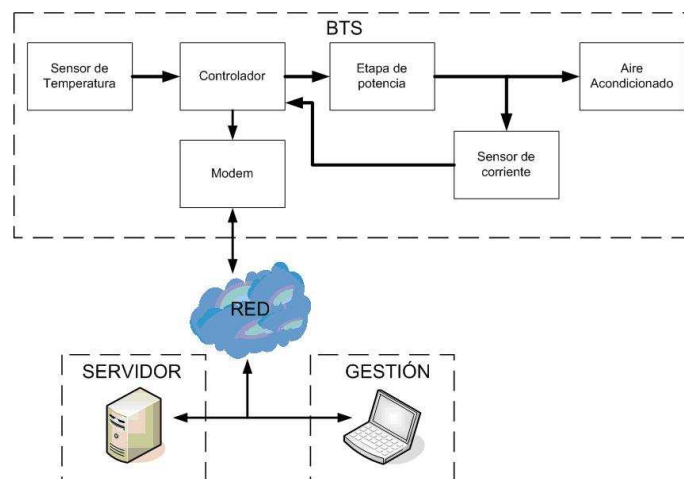 BTS
Sensor de
Temperatura
Controlador
Etapa de
potencia
Aire
Acondicionado
Modem
Sensor de
corriente
RED
SERVIDOR
GESTIÓN